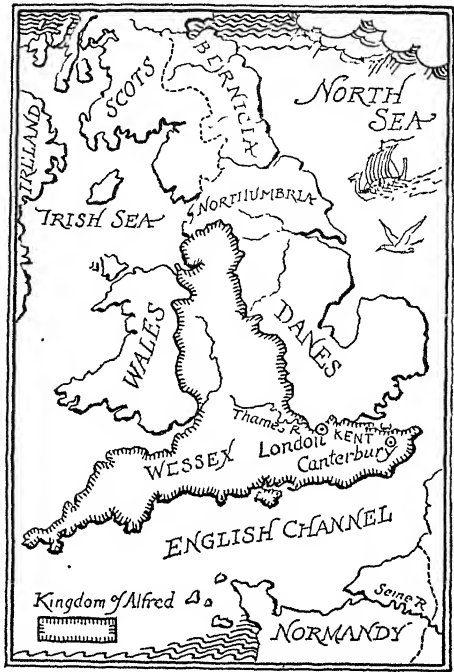 SCOTS
BERNICIA
NORTH
SEA
IRELAND
NORTHUMBRIA
IRISH SEA
WALES
DANES
Thames R
London
KENT
Canterbury
WESSEX
ENGLISH CHANNEL
Kingdom of Alfred
Seine R
NORMANDY